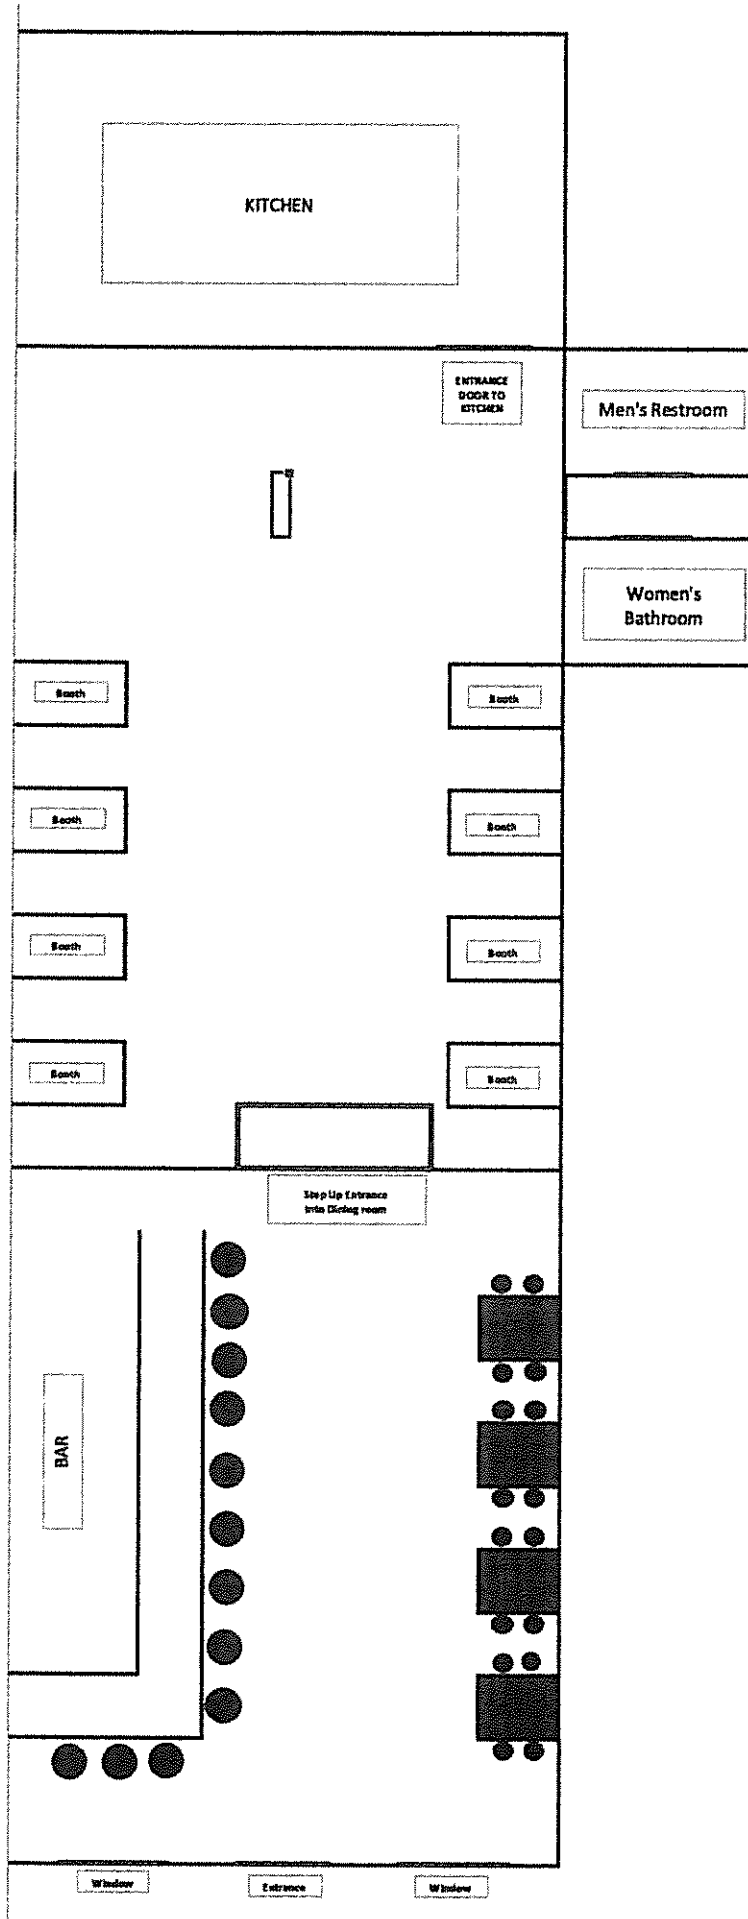 KITCHEN
ENTRANCE
DOOR TO
KITCHEN
Men's Restroom
Women's
Bathroom
Booth
Booth
Booth
Booth
Booth
Booth
Booth
Booth
Step Up Entrance
into Dining room
BAR
Window
Entrance
Window